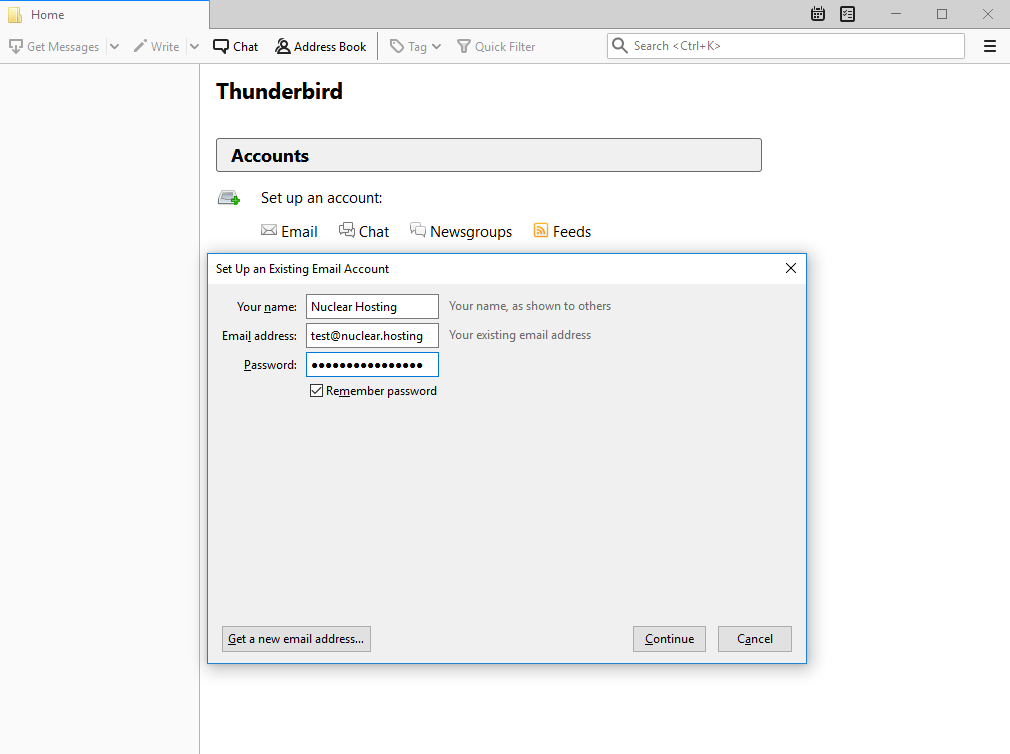 Home
Get Messages Write Chat Address Book Tag Quick Filter Search <Ctrl+K>
Thunderbird
Accounts
Set up an account:
Email Chat Newsgroups Feeds
Set Up an Existing Email Account
Your name: Nuclear Hosting Your name, as shown to others
Email address: test@nuclear.hosting Your existing email address
Password: ••••••••••••••••
Remember password
Get a new email address... Continue Cancel